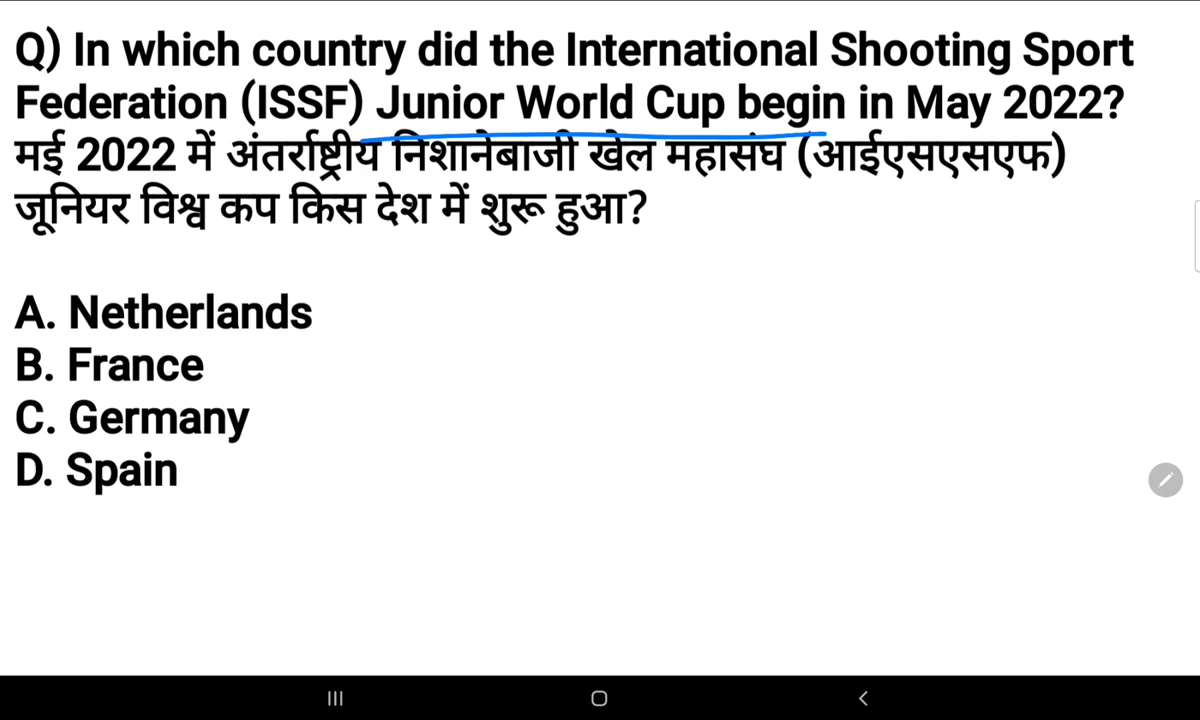 Q) In which country did the International Shooting Sport
Federation (ISSF) Junior World Cup begin in May 2022?
मई 2022 में अंतर्राष्ट्रीय निशानेबाजी खेल महासंघ (आईएसएसएफ)
जूनियर विश्व कप किस देश में शुरू हुआ?
A. Netherlands
B. France
C. Germany
D. Spain